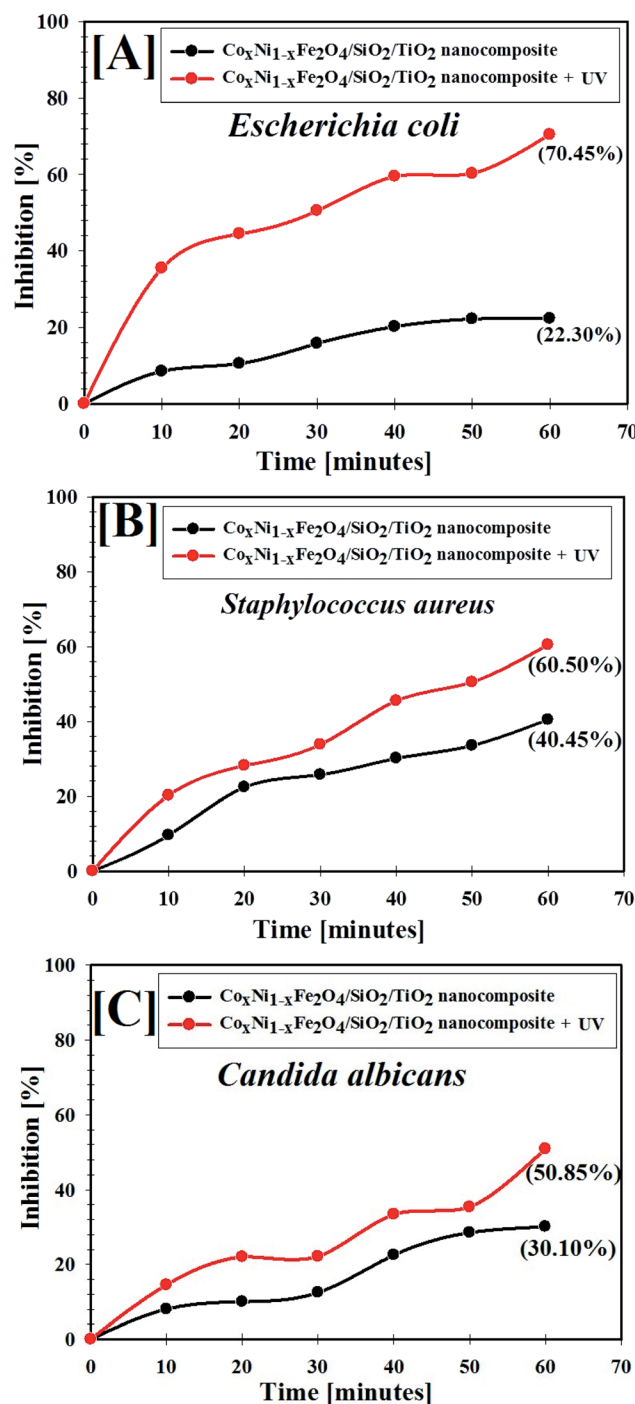 [A]
CoxNi1-xFe2O4/SiO2/TiO2 nanocomposite
CoxNi1-xFe2O4/SiO2/TiO2 nanocomposite + UV
Escherichia coli
(70.45%)
(22.30%)
Inhibition [%]
100
80
60
40
20
0
0 10 20 30 40 50 60 70
Time [minutes]
[B]
CoxNi1-xFe2O4/SiO2/TiO2 nanocomposite
CoxNi1-xFe2O4/SiO2/TiO2 nanocomposite + UV
Staphylococcus aureus
(60.50%)
(40.45%)
Inhibition [%]
100
80
60
40
20
0
0 10 20 30 40 50 60 70
Time [minutes]
[C]
CoxNi1-xFe2O4/SiO2/TiO2 nanocomposite
CoxNi1-xFe2O4/SiO2/TiO2 nanocomposite + UV
Candida albicans
(50.85%)
(30.10%)
Inhibition [%]
100
80
60
40
20
0
0 10 20 30 40 50 60 70
Time [minutes]